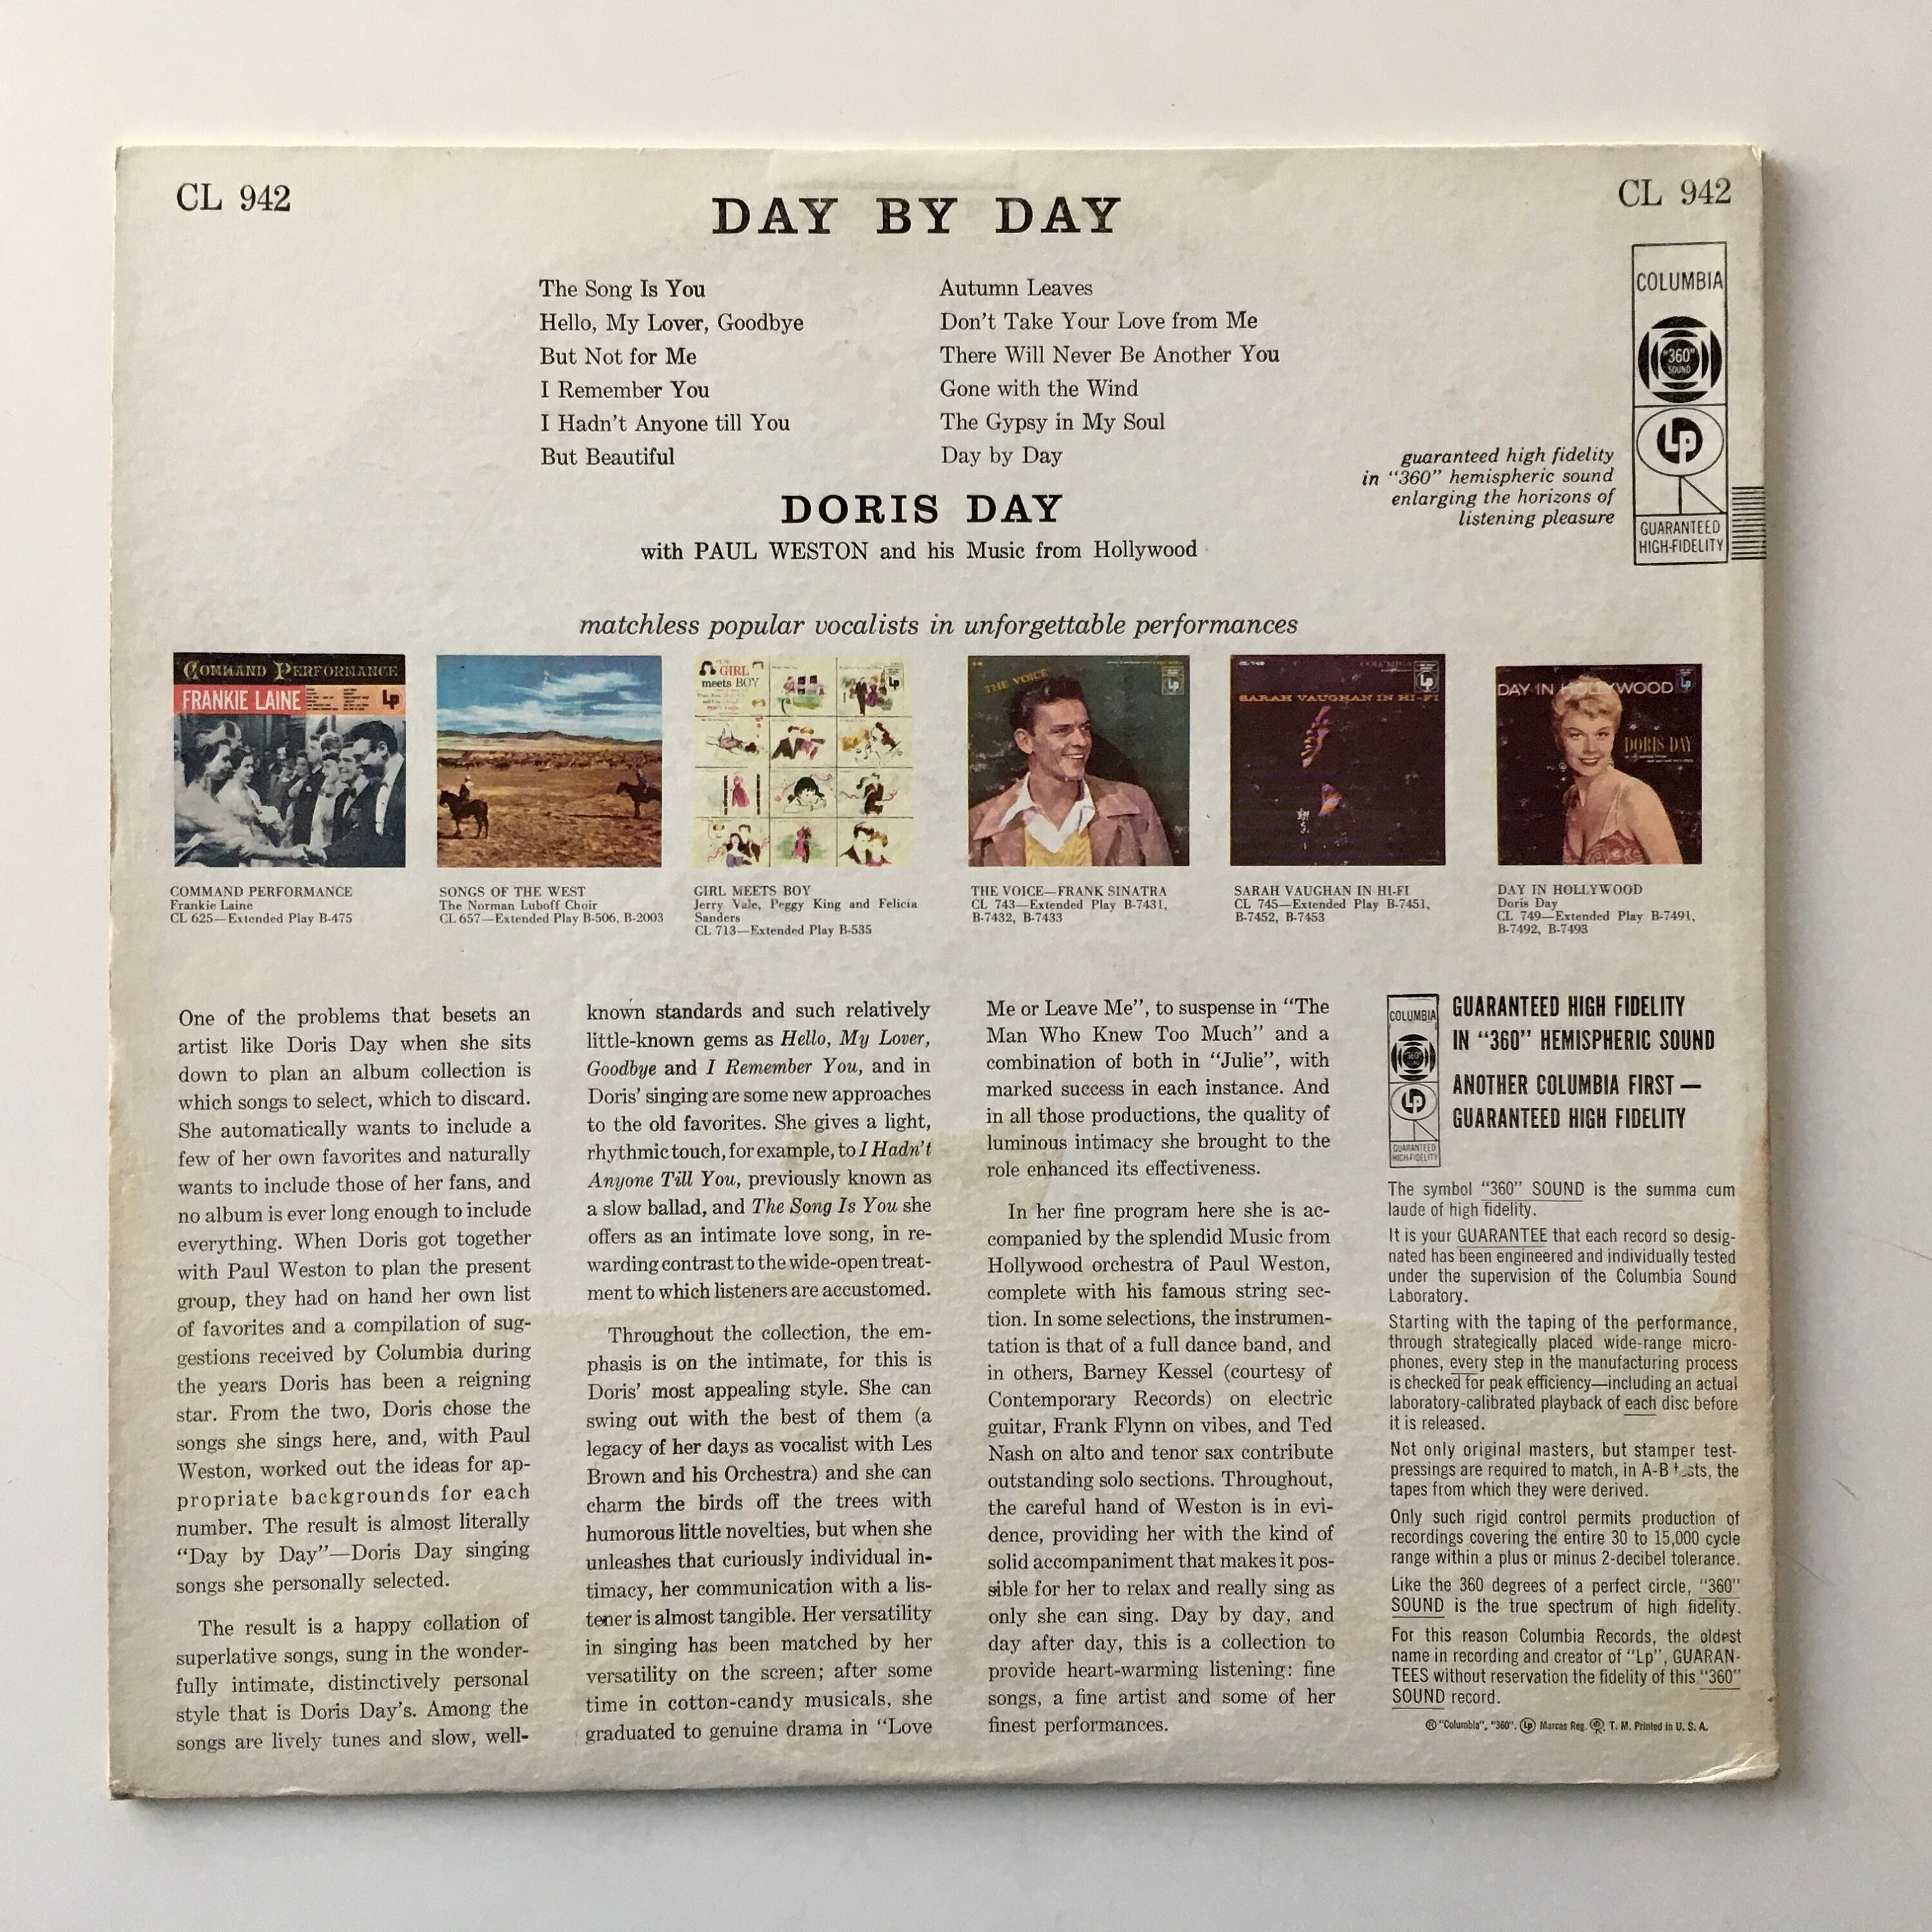 CL 942
DAY BY DAY
CL 942
The Song Is You
Hello, My Lover, Goodbye
But Not for Me
I Remember You
I Hadn't Anyone till You
But Beautiful
Autumn Leaves
Don't Take Your Love from Me
There Will Never Be Another You
Gone with the Wind
The Gypsy in My Soul
Day by Day
DORIS DAY
with PAUL WESTON and his Music from Hollywood
guaranteed high fidelity
in “360” hemispheric sound
enlarging the horizons of
listening pleasure
COLUMBIA
“360”
SOUND
Lp
GUARANTEED
HIGH-FIDELITY
matchless popular vocalists in unforgettable performances
COMMAND PERFORMANCE
FRANKIE LAINE
Lp
GIRL
meets BOY
Lp
THE VOICE
Lp
COLUMBIA
Lp
SARAH VAUGHAN IN HI-FI
DAY IN HOLLYWOOD
Lp
DORIS DAY
COMMAND PERFORMANCE
Frankie Laine
CL 625—Extended Play B-475
SONGS OF THE WEST
The Norman Luboff Choir
CL 657—Extended Play B-506, B-2003
GIRL MEETS BOY
Jerry Vale, Peggy King and Felicia
Sanders
CL 713—Extended Play B-535
THE VOICE—FRANK SINATRA
CL 743—Extended Play B-7431,
B-7432, B-7433
SARAH VAUGHAN IN HI-FI
CL 745—Extended Play B-7451,
B-7452, B-7453
DAY IN HOLLYWOOD
Doris Day
CL 749—Extended Play B-7491,
B-7492, B-7493
One of the problems that besets an
artist like Doris Day when she sits
down to plan an album collection is
which songs to select, which to discard.
She automatically wants to include a
few of her own favorites and naturally
wants to include those of her fans, and
no album is ever long enough to include
everything. When Doris got together
with Paul Weston to plan the present
group, they had on hand her own list
of favorites and a compilation of sug-
gestions received by Columbia during
the years Doris has been a reigning
star. From the two, Doris chose the
songs she sings here, and, with Paul
Weston, worked out the ideas for ap-
propriate backgrounds for each
number. The result is almost literally
“Day by Day”—Doris Day singing
songs she personally selected.
The result is a happy collation of
superlative songs, sung in the wonder-
fully intimate, distinctively personal
style that is Doris Day's. Among the
songs are lively tunes and slow, well-
known standards and such relatively
little-known gems as Hello, My Lover,
Goodbye and I Remember You, and in
Doris' singing are some new approaches
to the old favorites. She gives a light,
rhythmic touch, for example, to I Hadn't
Anyone Till You, previously known as
a slow ballad, and The Song Is You she
offers as an intimate love song, in re-
warding contrast to the wide-open treat-
ment to which listeners are accustomed.
Throughout the collection, the em-
phasis is on the intimate, for this is
Doris' most appealing style. She can
swing out with the best of them (a
legacy of her days as vocalist with Les
Brown and his Orchestra) and she can
charm the birds off the trees with
humorous little novelties, but when she
unleashes that curiously individual in-
timacy, her communication with a lis-
tener is almost tangible. Her versatility
in singing has been matched by her
versatility on the screen; after some
time in cotton-candy musicals, she
graduated to genuine drama in “Love
Me or Leave Me”, to suspense in “The
Man Who Knew Too Much” and a
combination of both in “Julie”, with
marked success in each instance. And
in all those productions, the quality of
luminous intimacy she brought to the
role enhanced its effectiveness.
In her fine program here she is ac-
companied by the splendid Music from
Hollywood orchestra of Paul Weston,
complete with his famous string sec-
tion. In some selections, the instrumen-
tation is that of a full dance band, and
in others, Barney Kessel (courtesy of
Contemporary Records) on electric
guitar, Frank Flynn on vibes, and Ted
Nash on alto and tenor sax contribute
outstanding solo sections. Throughout,
the careful hand of Weston is in evi-
dence, providing her with the kind of
solid accompaniment that makes it pos-
sible for her to relax and really sing as
only she can sing. Day by day, and
day after day, this is a collection to
provide heart-warming listening: fine
songs, a fine artist and some of her
finest performances.
COLUMBIA
Lp
GUARANTEED
HIGH-FIDELITY
GUARANTEED HIGH FIDELITY
IN “360” HEMISPHERIC SOUND
ANOTHER COLUMBIA FIRST —
GUARANTEED HIGH FIDELITY
The symbol “360” SOUND is the summa cum
laude of high fidelity.
It is your GUARANTEE that each record so desig-
nated has been engineered and individually tested
under the supervision of the Columbia Sound
Laboratory.
Starting with the taping of the performance,
through strategically placed wide-range micro-
phones, every step in the manufacturing process
is checked for peak efficiency—including an actual
laboratory-calibrated playback of each disc before
it is released.
Not only original masters, but stamper test-
pressings are required to match, in A-B tests, the
tapes from which they were derived.
Only such rigid control permits production of
recordings covering the entire 30 to 15,000 cycle
range within a plus or minus 2-decibel tolerance.
Like the 360 degrees of a perfect circle, “360”
SOUND is the true spectrum of high fidelity.
For this reason Columbia Records, the oldest
name in recording and creator of “Lp”, GUARAN-
TEES without reservation the fidelity of this “360”
SOUND record.
® “Columbia”, “360”. Lp Marcas Reg. T. M. Printed in U. S. A.